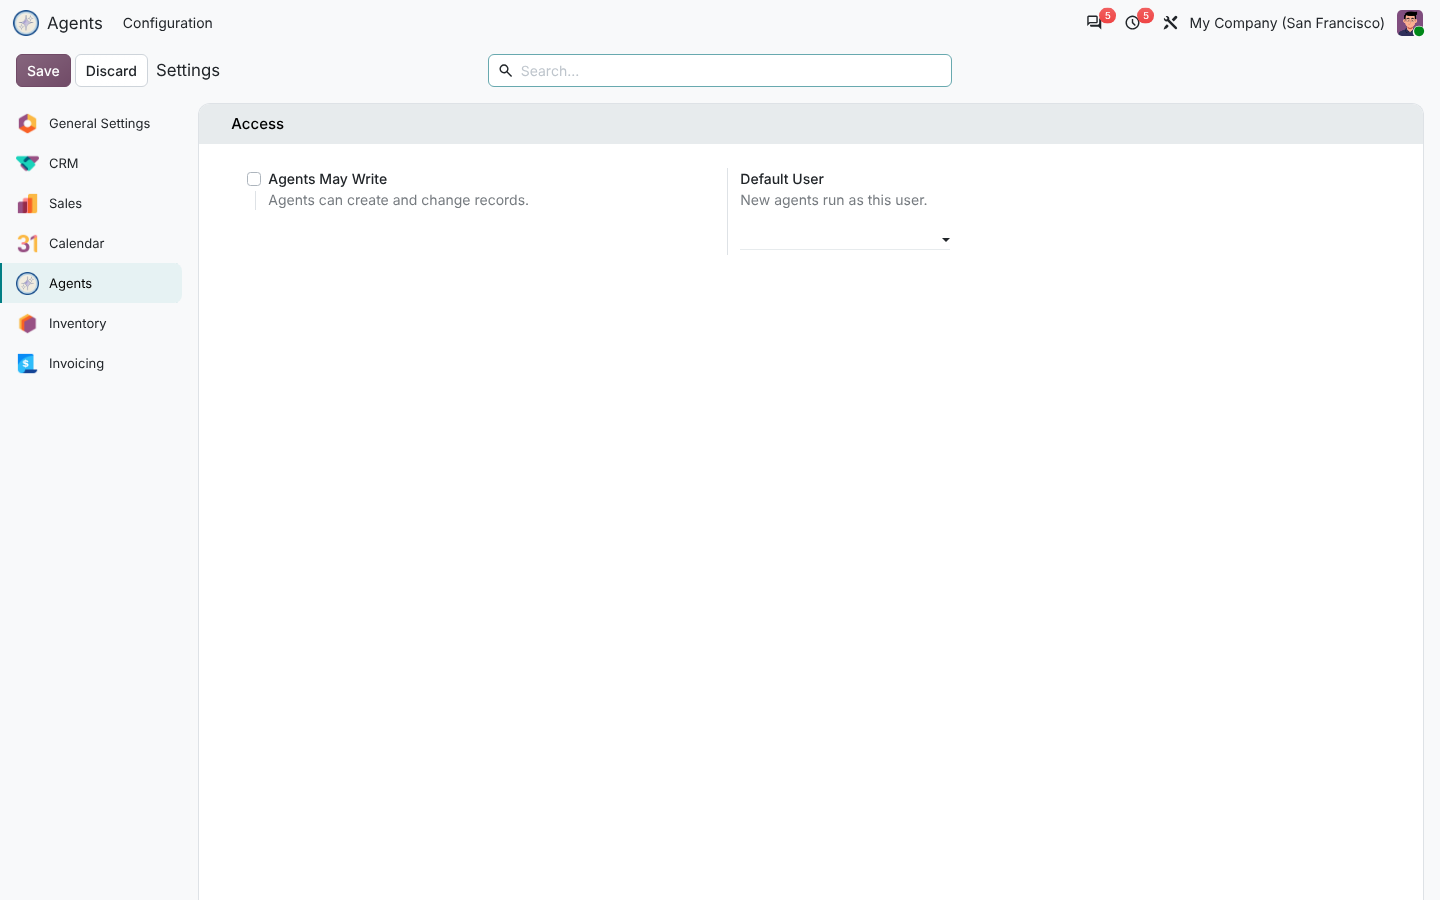 Agents
Configuration
5
5
My Company (San Francisco)
Save
Discard
Settings
Search...
General Settings
CRM
Sales
31
Calendar
Agents
Inventory
$
Invoicing
Access
Agents May Write
Agents can create and change records.
Default User
New agents run as this user.